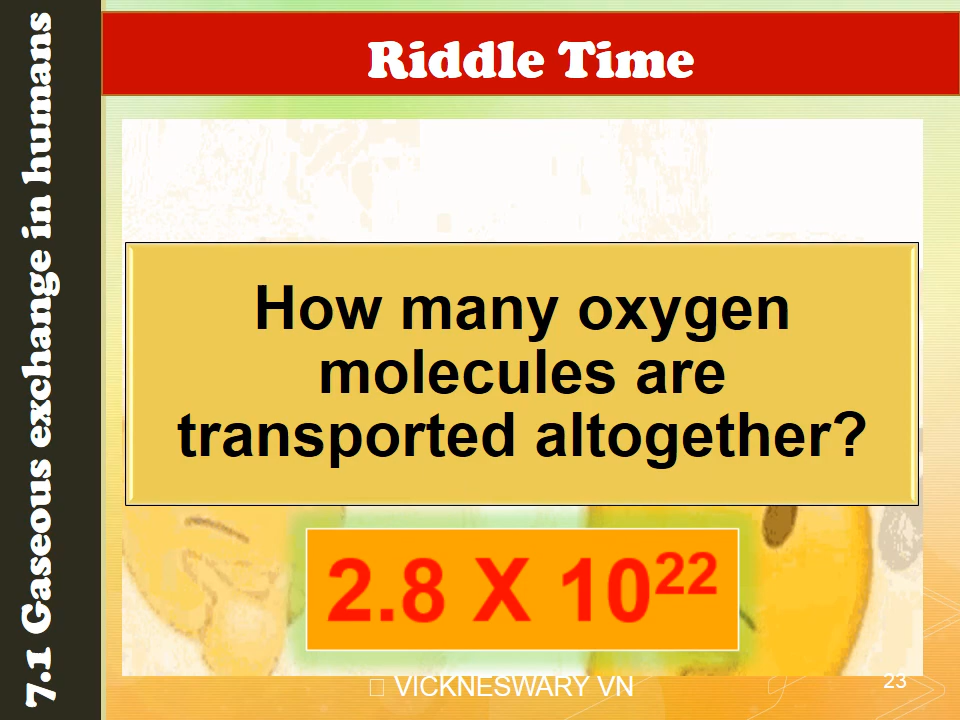 Riddle Time
7.1 Gaseous exchange in humans
How many oxygen
molecules are
transported altogether?
2.8 X 10²²
VICKNESWARY VN
23